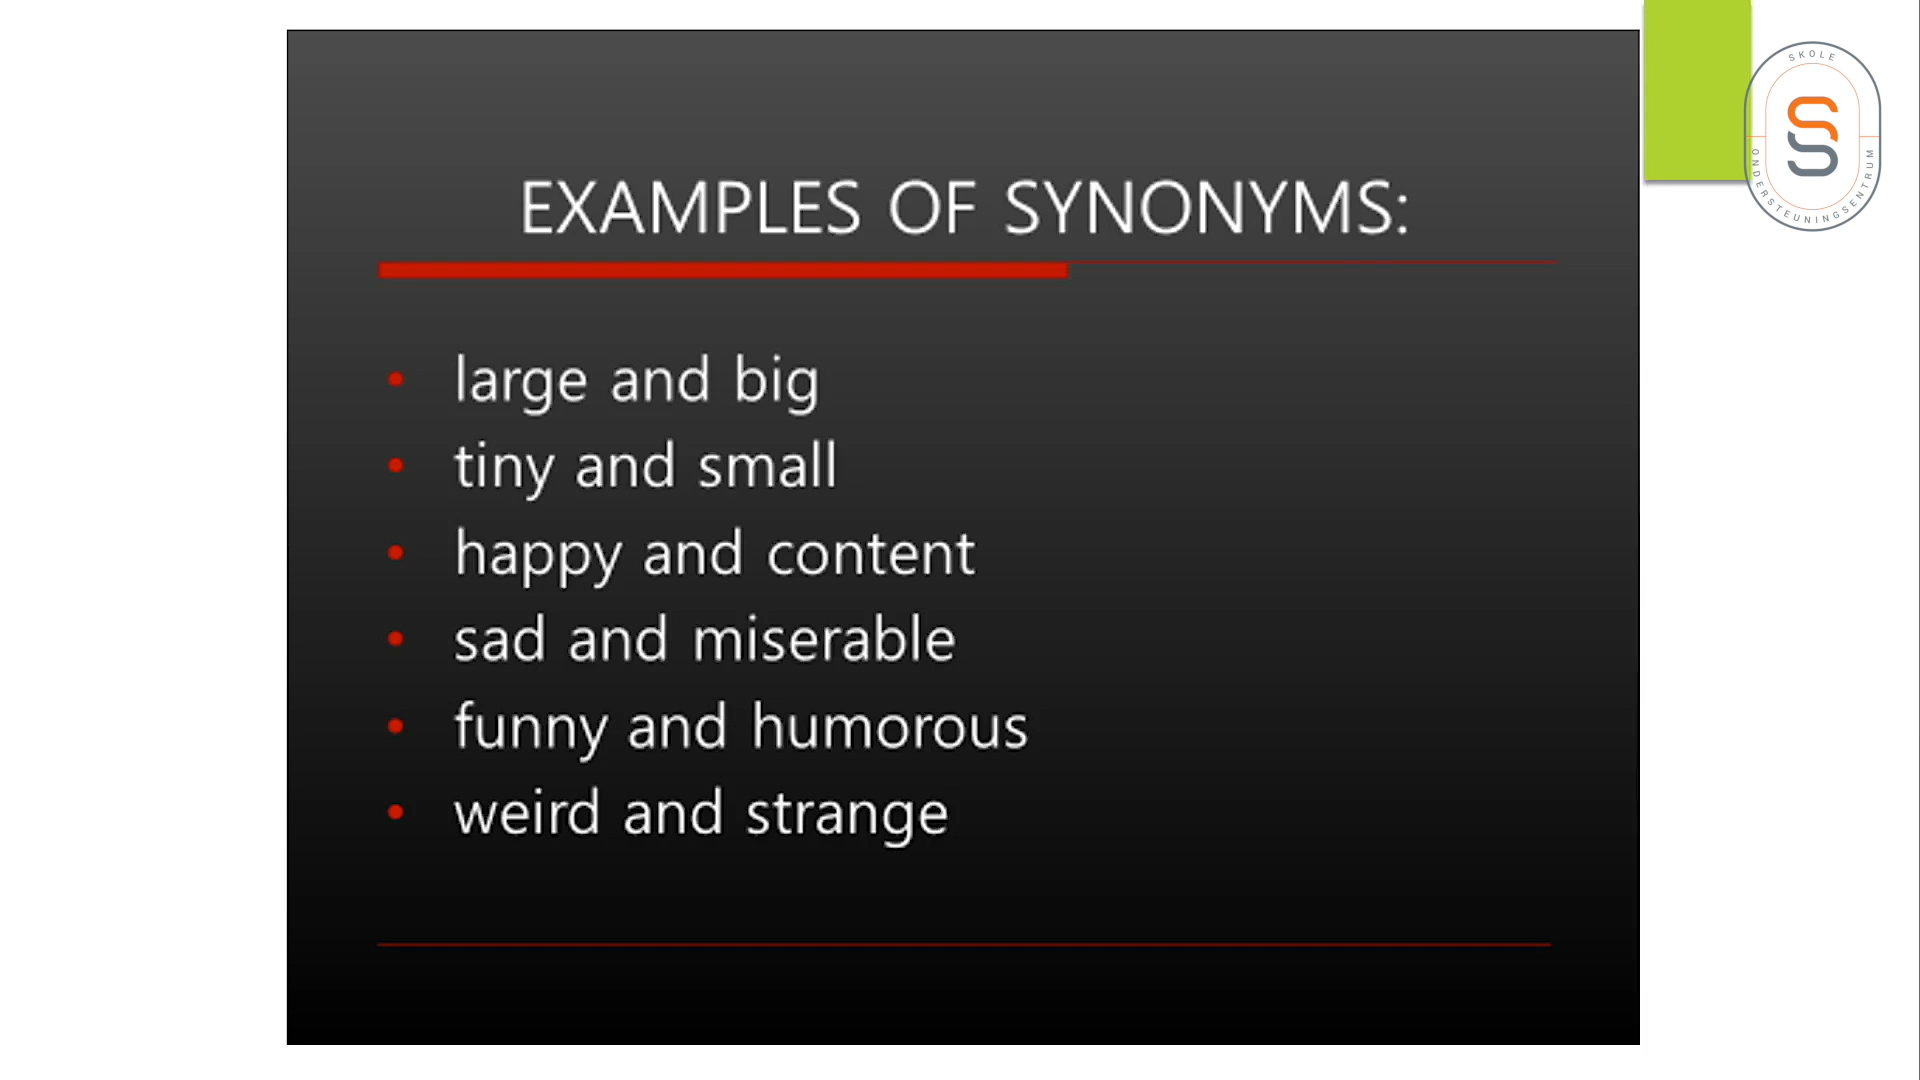 EXAMPLES OF SYNONYMS:
• large and big
• tiny and small
• happy and content
• sad and miserable
• funny and humorous
• weird and strange
SKOLE
ONDERSTEUNINGSENTRUM